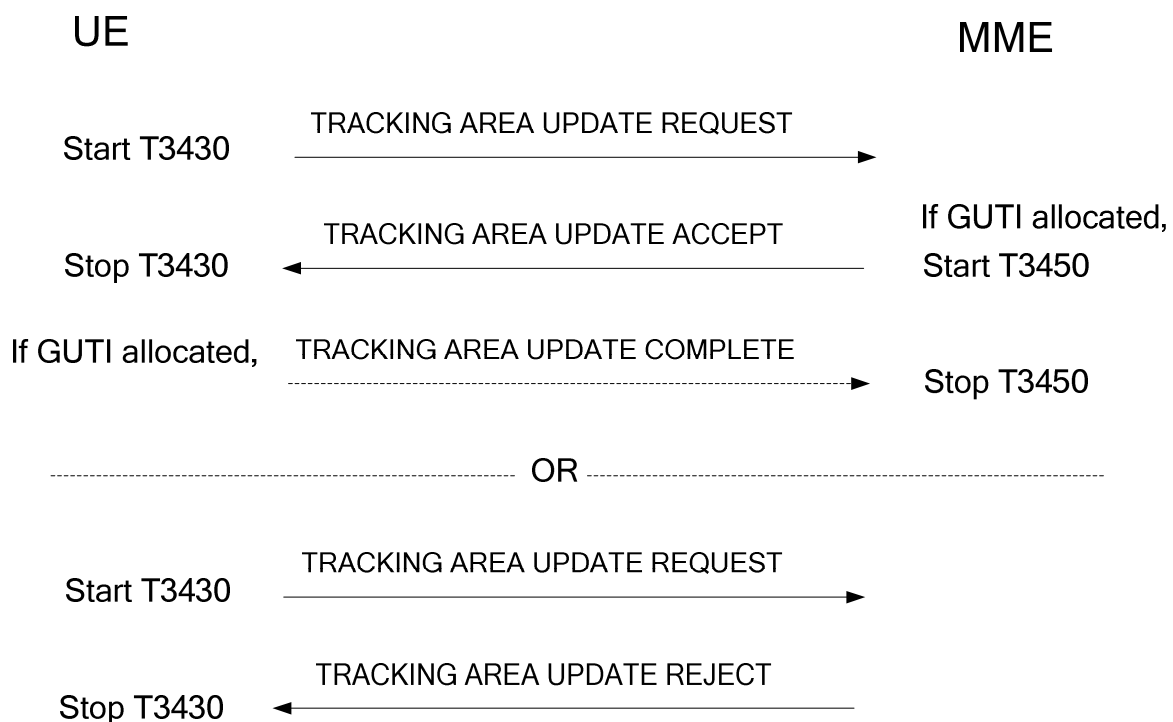 UE
MME
TRACKING AREA UPDATE REQUEST
Start T3430
If GUTI allocated,
TRACKING AREA UPDATE ACCEPT
Stop T3430
Start T3450
If GUTI allocated,
TRACKING AREA UPDATE COMPLETE
Stop T3450
OR
TRACKING AREA UPDATE REQUEST
Start T3430
TRACKING AREA UPDATE REJECT
Stop T3430